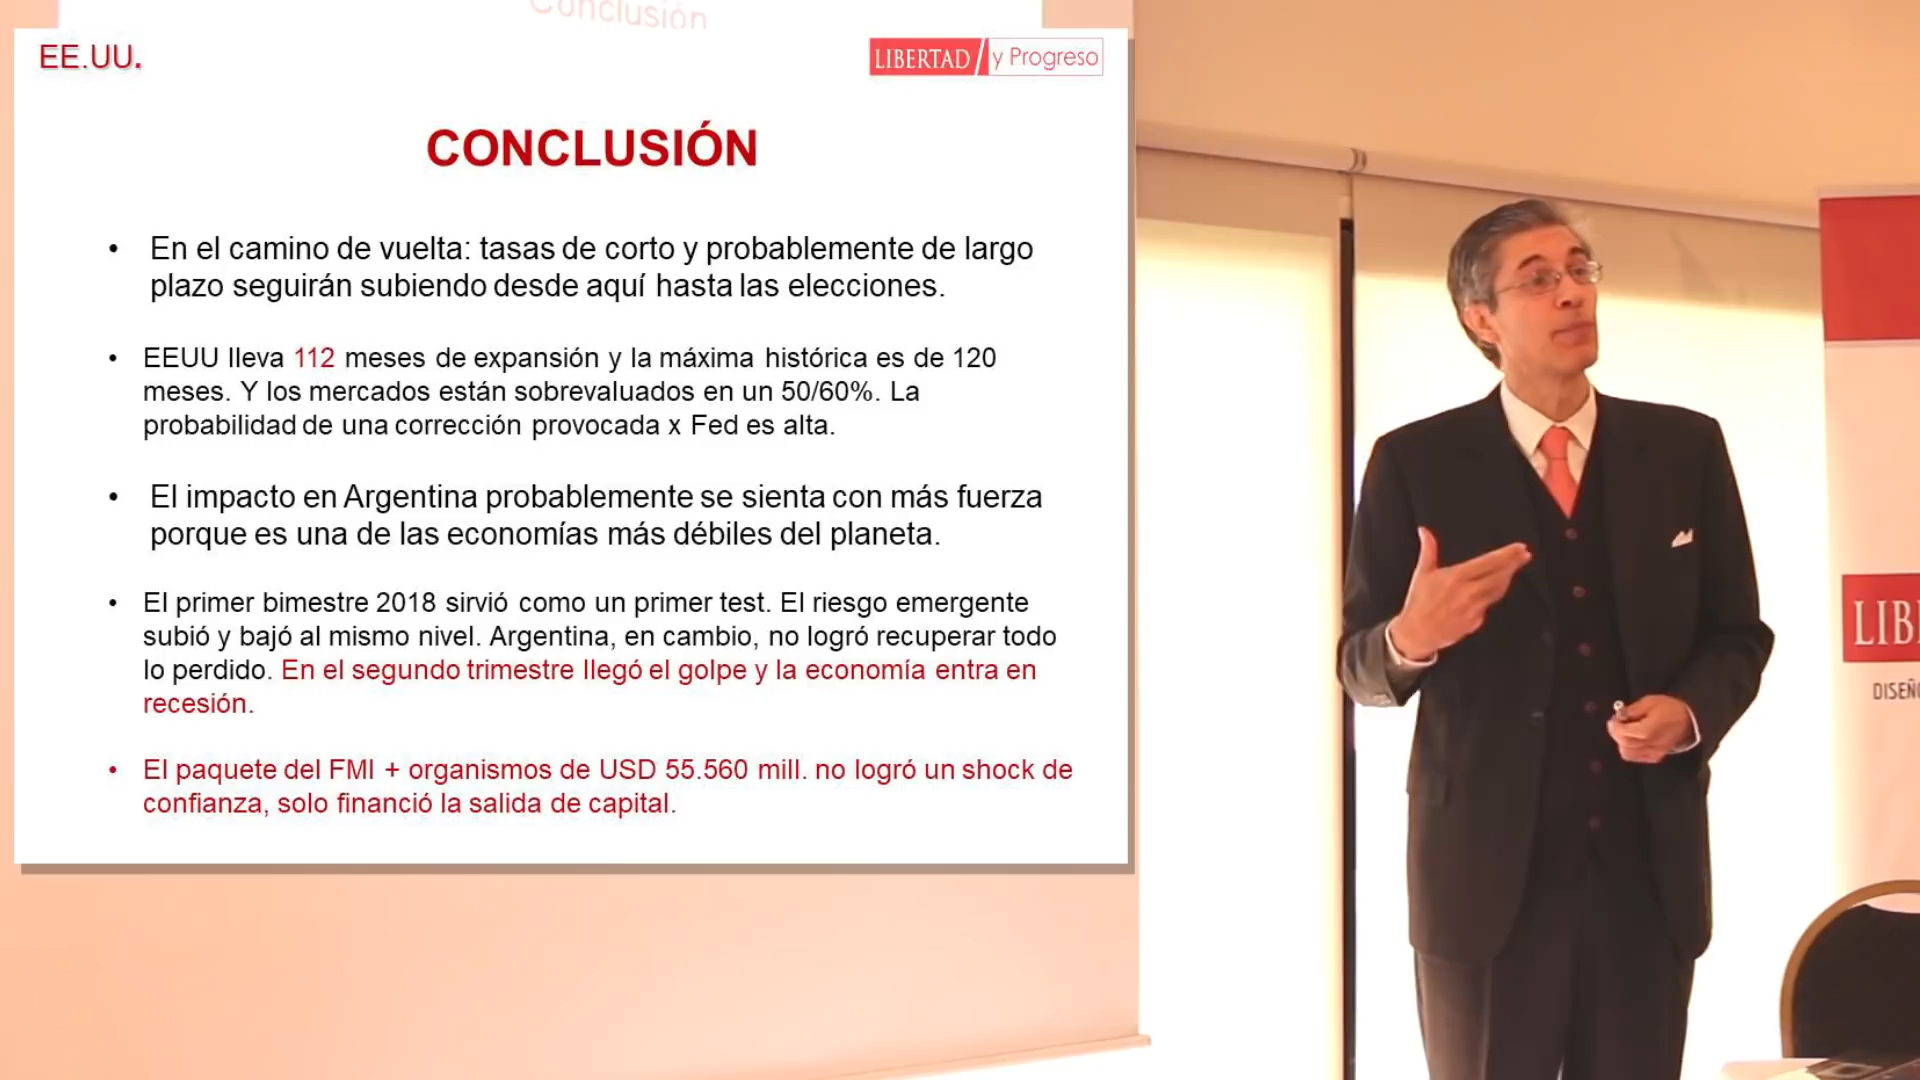 Conclusión
EE.UU.
LIBERTAD y Progreso
CONCLUSIÓN
• En el camino de vuelta: tasas de corto y probablemente de largo
plazo seguirán subiendo desde aquí hasta las elecciones.
• EEUU lleva 112 meses de expansión y la máxima histórica es de 120
meses. Y los mercados están sobrevaluados en un 50/60%. La
probabilidad de una corrección provocada x Fed es alta.
• El impacto en Argentina probablemente se sienta con más fuerza
porque es una de las economías más débiles del planeta.
• El primer bimestre 2018 sirvió como un primer test. El riesgo emergente
subió y bajó al mismo nivel. Argentina, en cambio, no logró recuperar todo
lo perdido. En el segundo trimestre llegó el golpe y la economía entra en
recesión.
• El paquete del FMI + organismos de USD 55.560 mill. no logró un shock de
confianza, solo financió la salida de capital.
LIB
DISEÑ